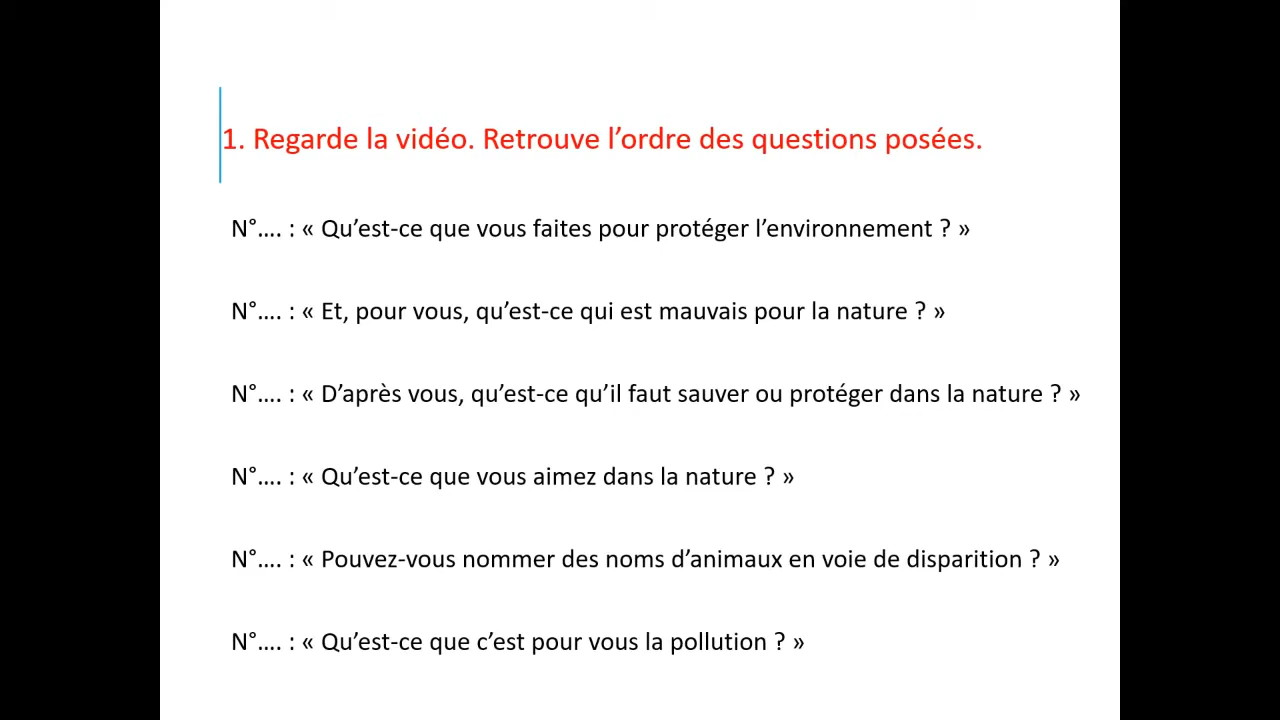 1. Regarde la vidéo. Retrouve l’ordre des questions posées.
N°.... : « Qu’est-ce que vous faites pour protéger l’environnement ? »
N°.... : « Et, pour vous, qu’est-ce qui est mauvais pour la nature ? »
N°.... : « D’après vous, qu’est-ce qu’il faut sauver ou protéger dans la nature ? »
N°.... : « Qu’est-ce que vous aimez dans la nature ? »
N°.... : « Pouvez-vous nommer des noms d’animaux en voie de disparition ? »
N°.... : « Qu’est-ce que c’est pour vous la pollution ? »